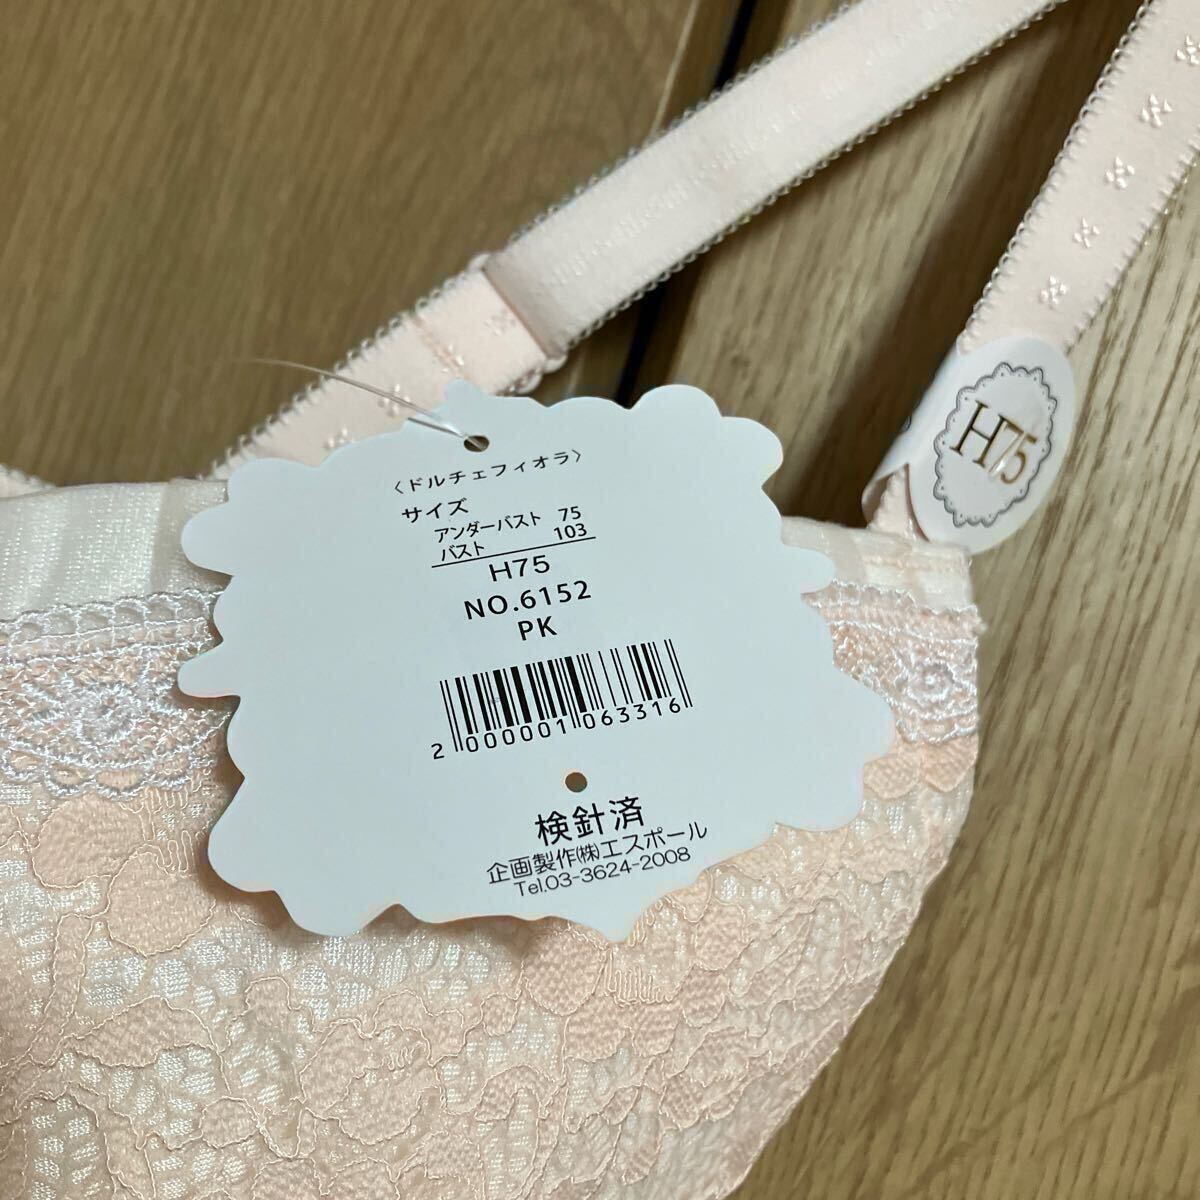 〈ドルチェフィオラ〉
サイズ
アンダーバスト 75
バスト 103
H75
NO.6152
PK
2 000001 063316
検針済
企画製作㈱エスポール
Tel.03-3624-2008
H75